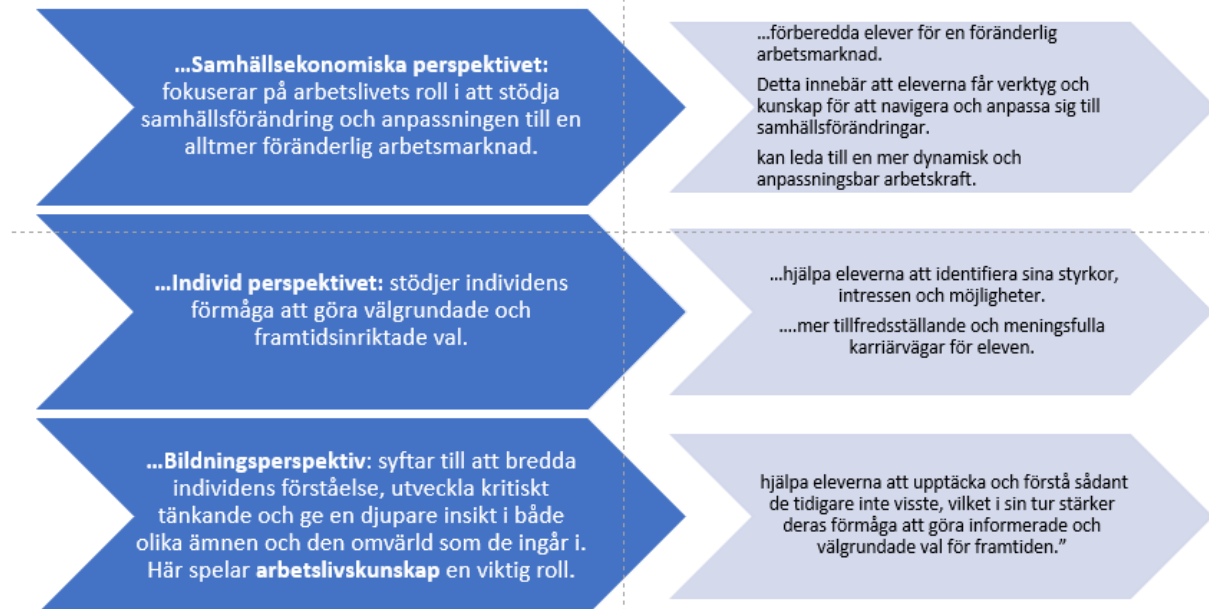 ...Samhällsekonomiska perspektivet:
fokuserar på arbetslivets roll i att stödja
samhällsförändring och anpassningen till en
alltmer föränderlig arbetsmarknad.
...förberedda elever för en föränderlig
arbetsmarknad.
Detta innebär att eleverna får verktyg och
kunskap för att navigera och anpassa sig till
samhällsförändringar.
kan leda till en mer dynamisk och
anpassningsbar arbetskraft.
...Individ perspektivet: stödjer individens
förmåga att göra välgrundade och
framtidsinriktade val.
...hjälpa eleverna att identifiera sina styrkor,
intressen och möjligheter.
....mer tillfredsställande och meningsfulla
karriärvägar för eleven.
...Bildningsperspektiv: syftar till att bredda
individens förståelse, utveckla kritiskt
tänkande och ge en djupare insikt i både
olika ämnen och den omvärld som de ingår i.
Här spelar arbetslivskunskap en viktig roll.
hjälpa eleverna att upptäcka och förstå sådant
de tidigare inte visste, vilket i sin tur stärker
deras förmåga att göra informerade och
välgrundade val för framtiden.”